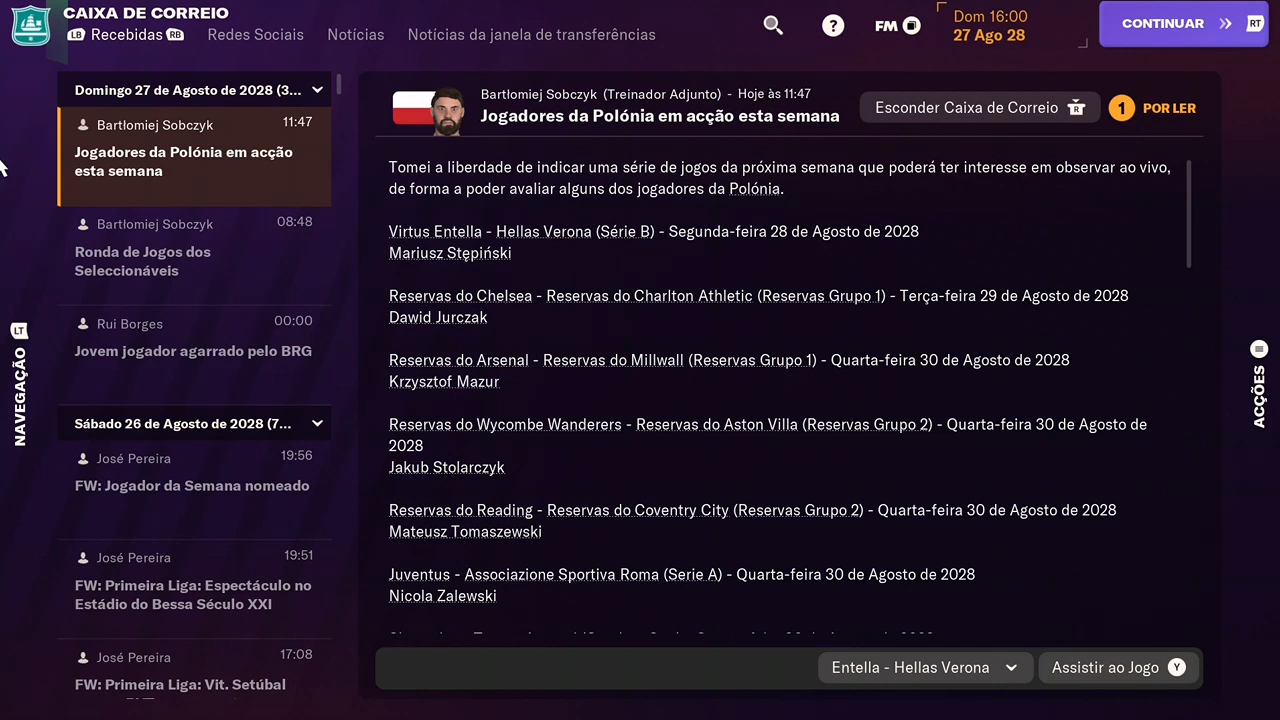 CAIXA DE CORREIO
LB Recebidas RB Redes Sociais Notícias Notícias da janela de transferências
FM
Dom 16:00
27 Ago 28
CONTINUAR RT
LT NAVEGAÇÃO
Domingo 27 de Agosto de 2028 (3...
Bartłomiej Sobczyk 11:47
Jogadores da Polónia em acção
esta semana
Bartłomiej Sobczyk 08:48
Ronda de Jogos dos
Seleccionáveis
Rui Borges 00:00
Jovem jogador agarrado pelo BRG
Sábado 26 de Agosto de 2028 (7...
José Pereira 19:56
FW: Jogador da Semana nomeado
José Pereira 19:51
FW: Primeira Liga: Espectáculo no
Estádio do Bessa Século XXI
José Pereira 17:08
FW: Primeira Liga: Vit. Setúbal
Bartłomiej Sobczyk (Treinador Adjunto) - Hoje às 11:47
Jogadores da Polónia em acção esta semana
Esconder Caixa de Correio R
1 POR LER
Tomei a liberdade de indicar uma série de jogos da próxima semana que poderá ter interesse em observar ao vivo,
de forma a poder avaliar alguns dos jogadores da Polónia.
Virtus Entella - Hellas Verona (Série B) - Segunda-feira 28 de Agosto de 2028
Mariusz Stępiński
Reservas do Chelsea - Reservas do Charlton Athletic (Reservas Grupo 1) - Terça-feira 29 de Agosto de 2028
Dawid Jurczak
Reservas do Arsenal - Reservas do Millwall (Reservas Grupo 1) - Quarta-feira 30 de Agosto de 2028
Krzysztof Mazur
Reservas do Wycombe Wanderers - Reservas do Aston Villa (Reservas Grupo 2) - Quarta-feira 30 de Agosto de
2028
Jakub Stolarczyk
Reservas do Reading - Reservas do Coventry City (Reservas Grupo 2) - Quarta-feira 30 de Agosto de 2028
Mateusz Tomaszewski
Juventus - Associazione Sportiva Roma (Serie A) - Quarta-feira 30 de Agosto de 2028
Nicola Zalewski
Entella - Hellas Verona
Assistir ao Jogo Y
ACÇÕES